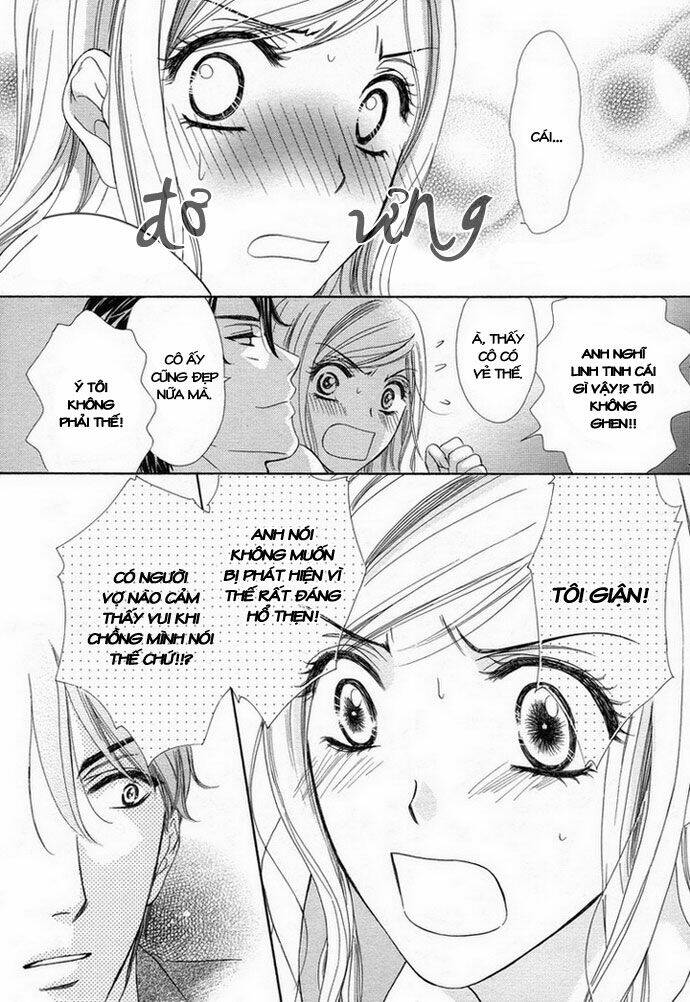 CÁI...
đơ ửng
ANH NGHĨ
LINH TINH CÁI
GÌ VẬY!? TÔI
KHÔNG
GHEN!!
À, THẤY
CÔ CÓ
VẺ THẾ.
CÔ ẤY
CŨNG ĐẸP
NỮA MÀ.
Ý TÔI
KHÔNG
PHẢI THẾ!
TÔI GIẬN!
ANH NÓI
KHÔNG MUỐN
BỊ PHÁT HIỆN VÌ
THẾ RẤT ĐÁNG
HỔ THẸN!
CÓ NGƯỜI
VỢ NÀO CẢM
THẤY VUI KHI
CHỒNG MÌNH NÓI
THẾ CHỨ!!?